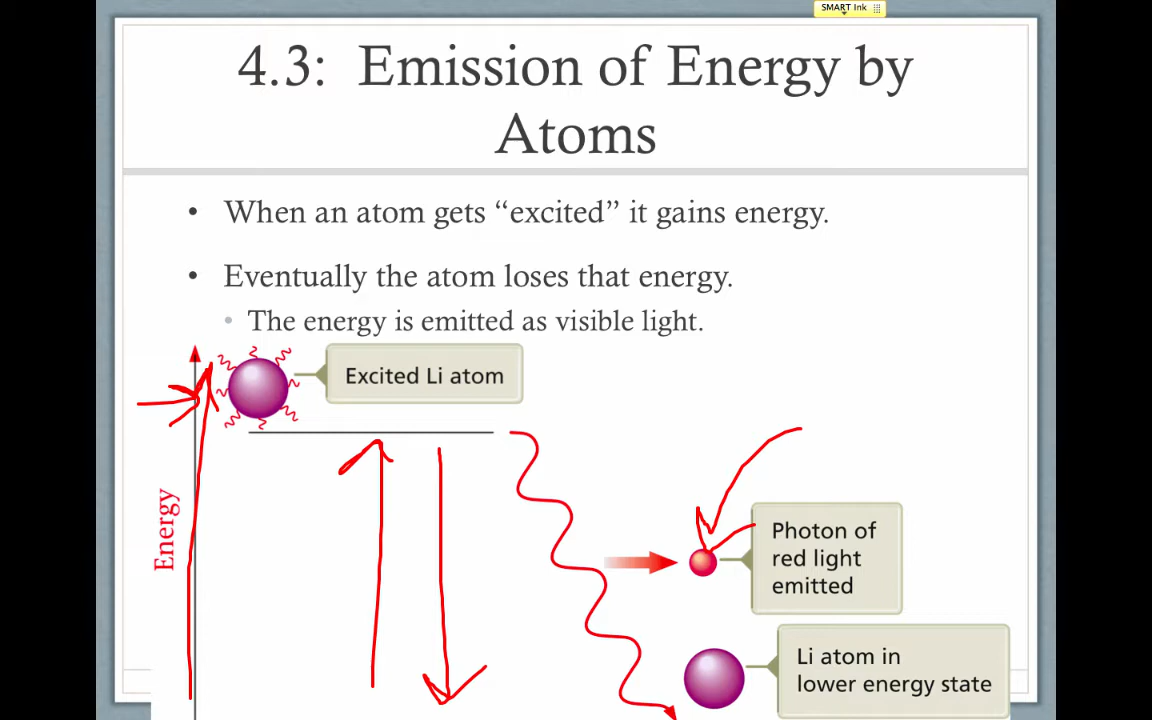 SMART Ink
4.3: Emission of Energy by
Atoms
• When an atom gets “excited” it gains energy.
• Eventually the atom loses that energy.
• The energy is emitted as visible light.
Excited Li atom
Energy
Photon of
red light
emitted
Li atom in
lower energy state